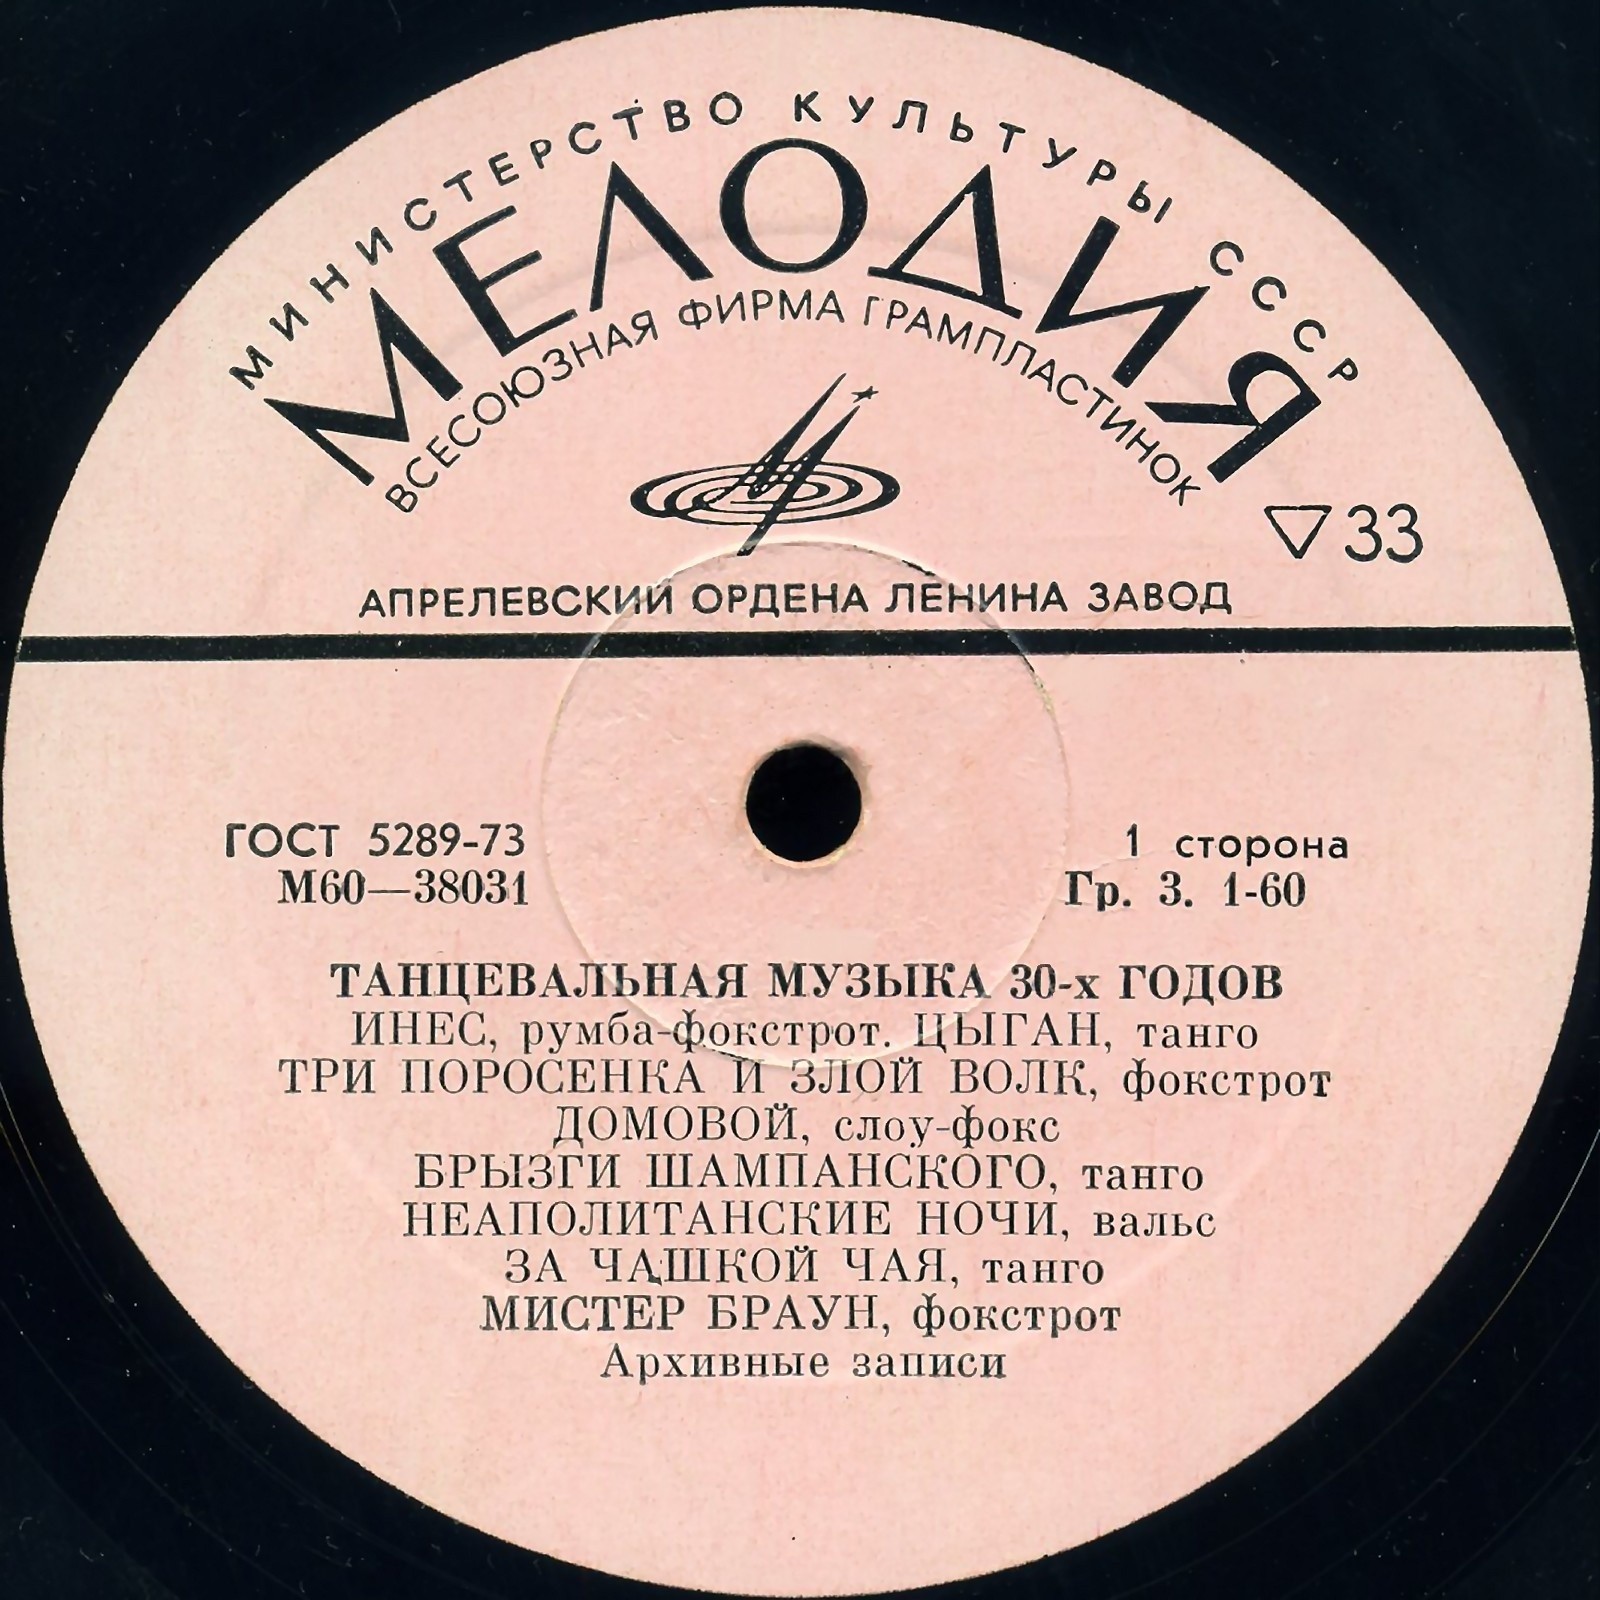 МИНИСТЕРСТВО КУЛЬТУРЫ СССР
МЕЛОДИЯ
ВСЕСОЮЗНАЯ ФИРМА ГРАМПЛАСТИНОК
▽33
АПРЕЛЕВСКИЙ ОРДЕНА ЛЕНИНА ЗАВОД
ГОСТ 5289-73
М60—38031
1 сторона
Гр. 3. 1-60
ТАНЦЕВАЛЬНАЯ МУЗЫКА 30-х ГОДОВ
ИНЕС, румба-фокстрот. ЦЫГАН, танго
ТРИ ПОРОСЕНКА И ЗЛОЙ ВОЛК, фокстрот
ДОМОВОЙ, слоу-фокс
БРЫЗГИ ШАМПАНСКОГО, танго
НЕАПОЛИТАНСКИЕ НОЧИ, вальс
ЗА ЧАШКОЙ ЧАЯ, танго
МИСТЕР БРАУН, фокстрот
Архивные записи